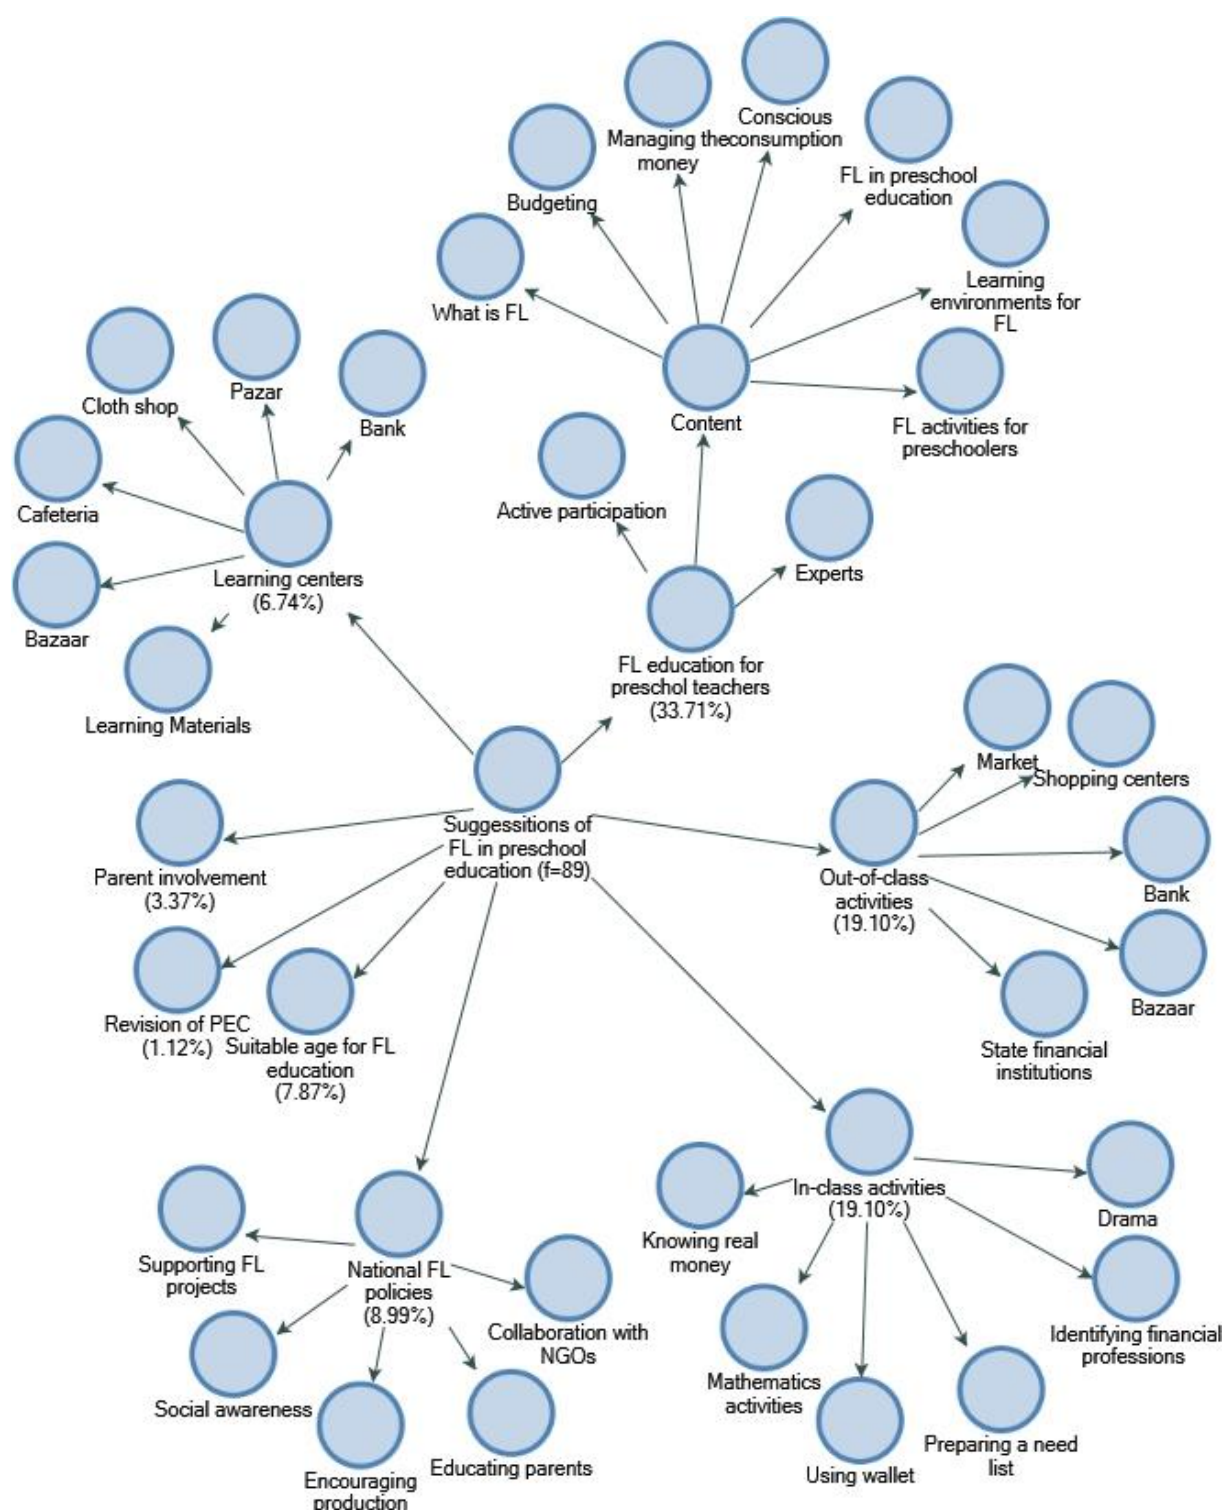 Conscious
consumption
Managing the
money
Budgeting
FL in preschool
education
What is FL
Learning
environments for
FL
Content
FL activities for
preschoolers
Pazar
Cloth shop
Bank
Cafeteria
Learning centers
(6.74%)
Bazaar
Learning Materials
Active participation
Experts
FL education for
preschol teachers
(33.71%)
Market
Shopping centers
Suggessitions of
FL in preschool
education (f=89)
Out-of-class
activities
(19.10%)
Bank
Bazaar
State financial
institutions
Parent involvement
(3.37%)
Revision of PEC
(1.12%)
Suitable age for FL
education
(7.87%)
National FL
policies
(8.99%)
Supporting FL
projects
Social awareness
Encouraging
production
Educating parents
Collaboration with
NGOs
In-class activities
(19.10%)
Knowing real
money
Mathematics
activities
Using wallet
Preparing a need
list
Identifying financial
professions
Drama